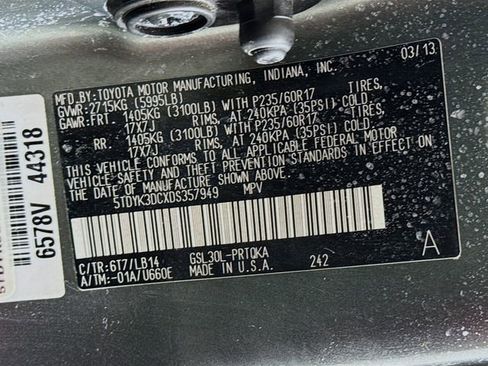 MFD.BY:TOYOTA MOTOR MANUFACTURING, INDIANA, INC. 03/13
GVWR: 2715KG (5995LB)
GAWR:FRT 1405KG (3100LB) WITH P235/60R17 TIRES,
17X7J RIMS, AT 240KPA (35PSI) COLD
RR 1405KG (3100LB) WITH P235/60R17 TIRES,
17X7J RIMS, AT 240KPA (35PSI) COLD
THIS VEHICLE CONFORMS TO ALL APPLICABLE FEDERAL MOTOR
VEHICLE SAFETY, BUMPER, AND THEFT PREVENTION STANDARDS IN
EFFECT ON THE DATE OF MANUFACTURE SHOWN ABOVE.
5TDYK3DCXDS357949 MPV
C/TR:6T7/LB14 GSL30L-PRTQKA A
A/TM:-01A/U660E MADE IN U.S.A. 242
6578V 44318